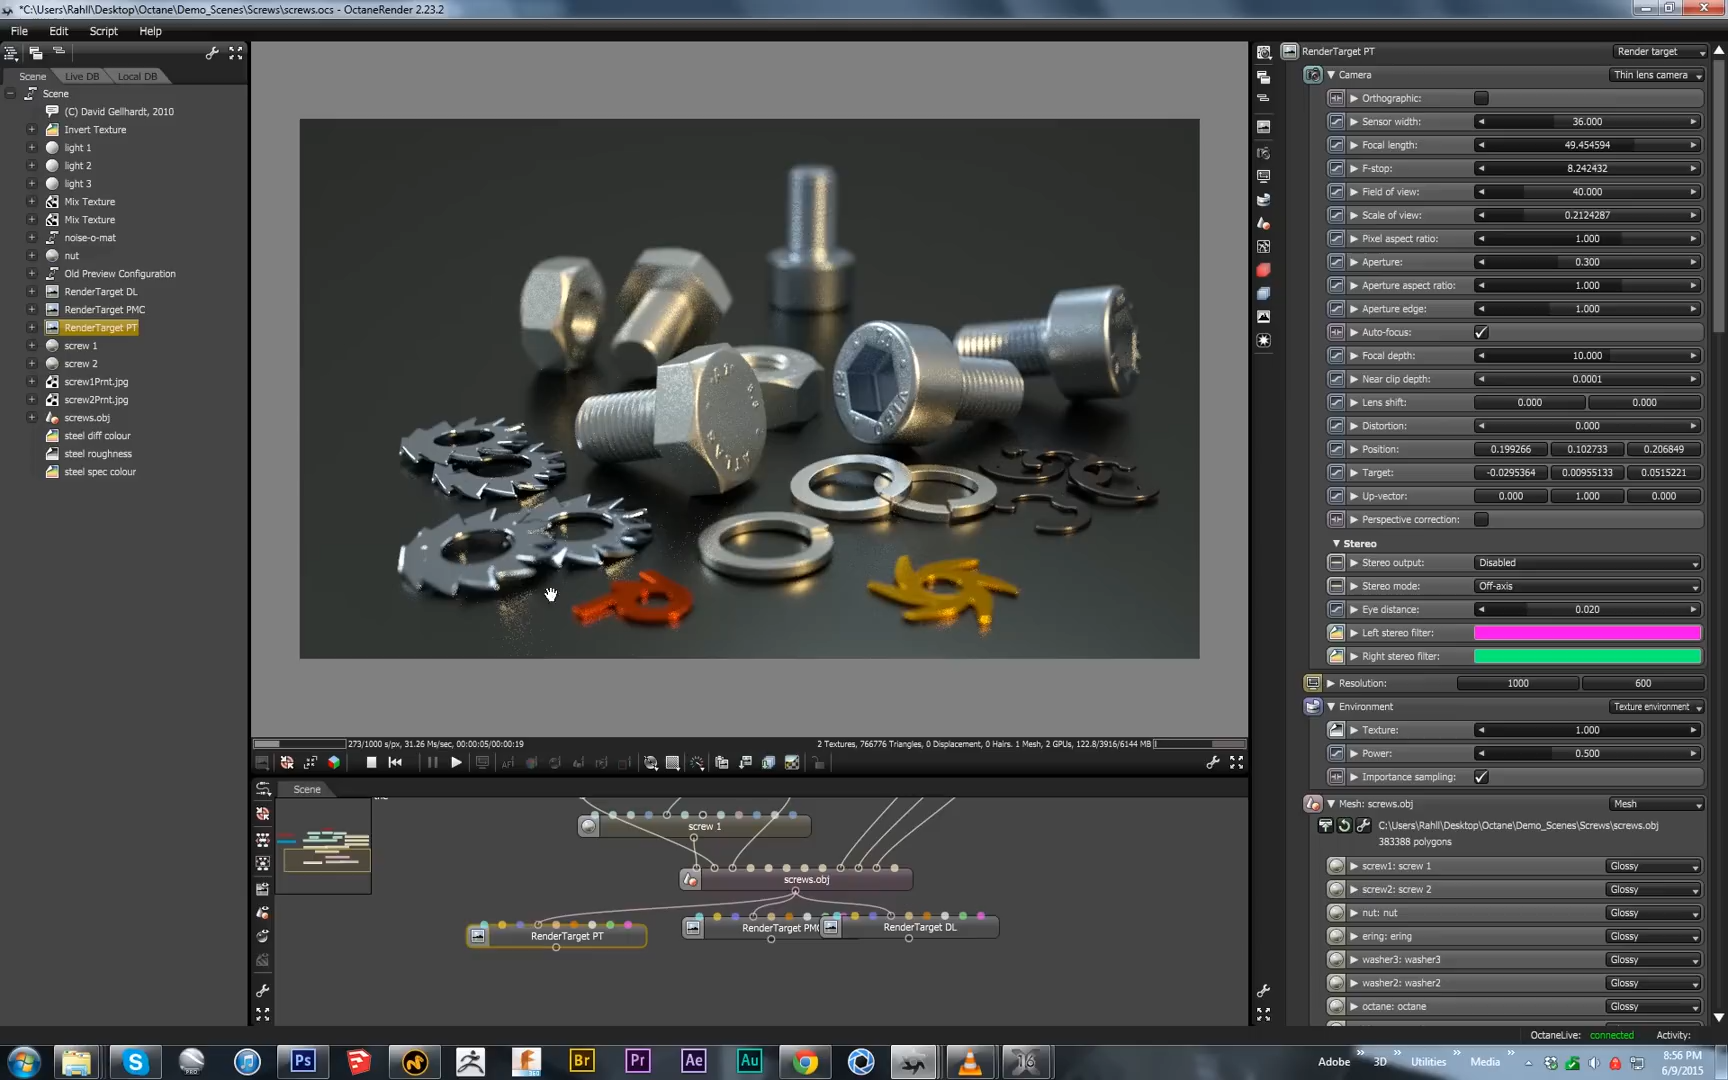 *C:\Users\Rahll\Desktop\Octane\Demo_Scenes\Screws\screws.ocs - OctaneRender 2.23.2
File Edit Script Help
Scene Live DB Local DB
Scene
(C) David Gellhardt, 2010
Invert Texture
light 1
light 2
light 3
Mix Texture
Mix Texture
noise-o-mat
nut
Old Preview Configuration
RenderTarget DL
RenderTarget PMC
RenderTarget PT
screw 1
screw 2
screw1Prnt.jpg
screw2Prnt.jpg
screws.obj
steel diff colour
steel roughness
steel spec colour
273/1000 s/px, 31.26 Ms/sec, 00:00:05/00:00:19
2 Textures, 766776 Triangles, 0 Displacement, 0 Hairs. 1 Mesh, 2 GPUs, 122.8/3916/6144 MB
Scene
screw 1
screws.obj
RenderTarget PT
RenderTarget PMC
RenderTarget DL
RenderTarget PT Render target
Camera Thin lens camera
Orthographic:
Sensor width: 36.000
Focal length: 49.454594
F-stop: 8.242432
Field of view: 40.000
Scale of view: 0.2124287
Pixel aspect ratio: 1.000
Aperture: 0.300
Aperture aspect ratio: 1.000
Aperture edge: 1.000
Auto-focus:
Focal depth: 10.000
Near clip depth: 0.0001
Lens shift: 0.000 0.000
Distortion: 0.000
Position: 0.199266 0.102733 0.206849
Target: -0.0295364 0.00955133 0.0515221
Up-vector: 0.000 1.000 0.000
Perspective correction:
Stereo
Stereo output: Disabled
Stereo mode: Off-axis
Eye distance: 0.020
Left stereo filter:
Right stereo filter:
Resolution: 1000 600
Environment Texture environment
Texture: 1.000
Power: 0.500
Importance sampling:
Mesh: screws.obj Mesh
C:\Users\Rahll\Desktop\Octane\Demo_Scenes\Screws\screws.obj
383388 polygons
screw1: screw 1 Glossy
screw2: screw 2 Glossy
nut: nut Glossy
ering: ering Glossy
washer3: washer3 Glossy
washer2: washer2 Glossy
octane: octane Glossy
OctaneLive: connected Activity:
Ps Br Pr Ae Au
Adobe 3D Utilities Media
8:56 PM
6/9/2015